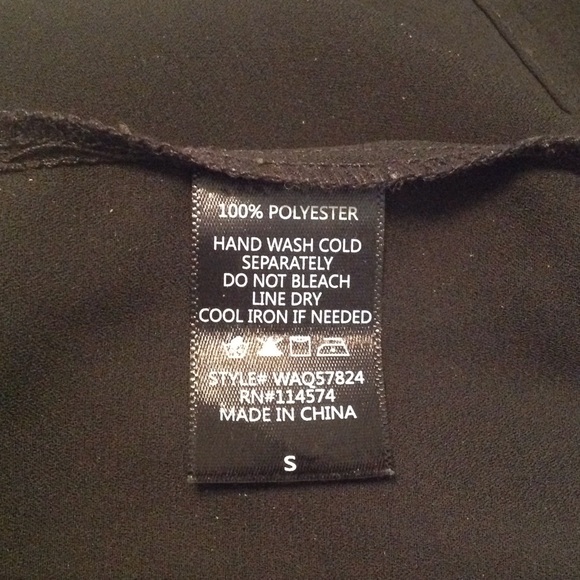 100% POLYESTER
HAND WASH COLD
SEPARATELY
DO NOT BLEACH
LINE DRY
COOL IRON IF NEEDED
STYLE# WAQ57824
RN#114574
MADE IN CHINA
S